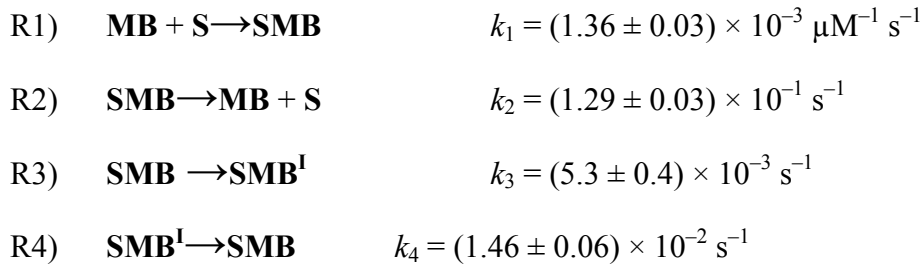 R1) MB + S⟶SMB k₁ = (1.36 ± 0.03) × 10⁻³ μM⁻¹ s⁻¹
R2) SMB⟶MB + S k₂ = (1.29 ± 0.03) × 10⁻¹ s⁻¹
R3) SMB ⟶SMBᴵ k₃ = (5.3 ± 0.4) × 10⁻³ s⁻¹
R4) SMBᴵ⟶SMB k₄ = (1.46 ± 0.06) × 10⁻² s⁻¹